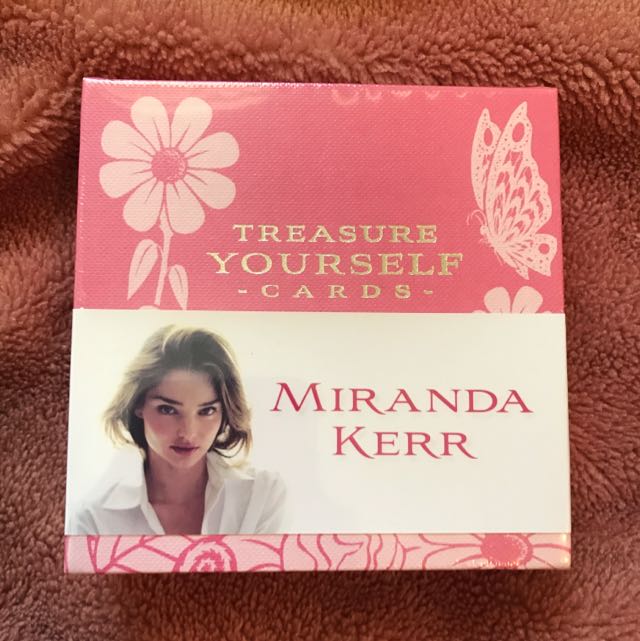 TREASURE
YOURSELF
- CARDS -
MIRANDA
KERR